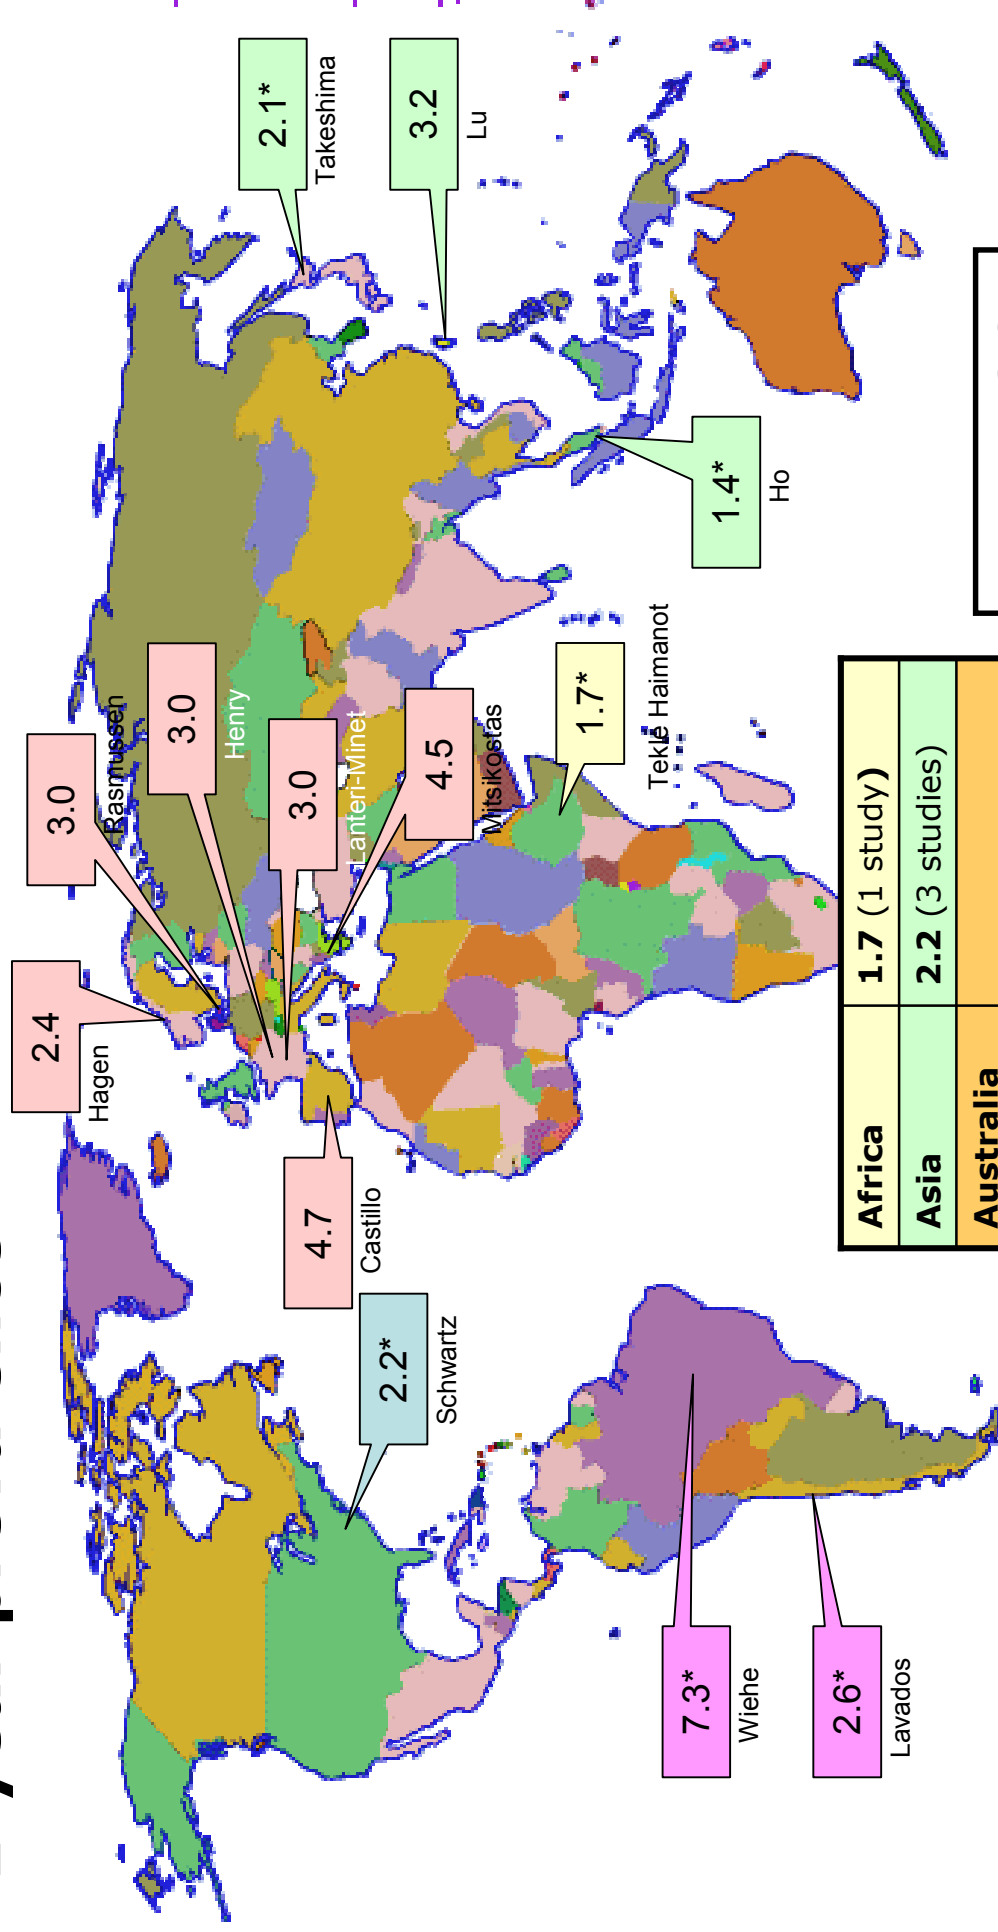 2.4
Hagen
3.0
Rasmussen
3.0
Henry
3.0
Lanteri-Minet
4.5
Mitsikostas
4.7
Castillo
2.2*
Schwartz
2.1*
Takeshima
3.2
Lu
1.4*
Ho
1.7*
Tekle Haimanot
7.3*
Wiehe
2.6*
Lavados
Africa 1.7 (1 study)
Asia 2.2 (3 studies)
Australia